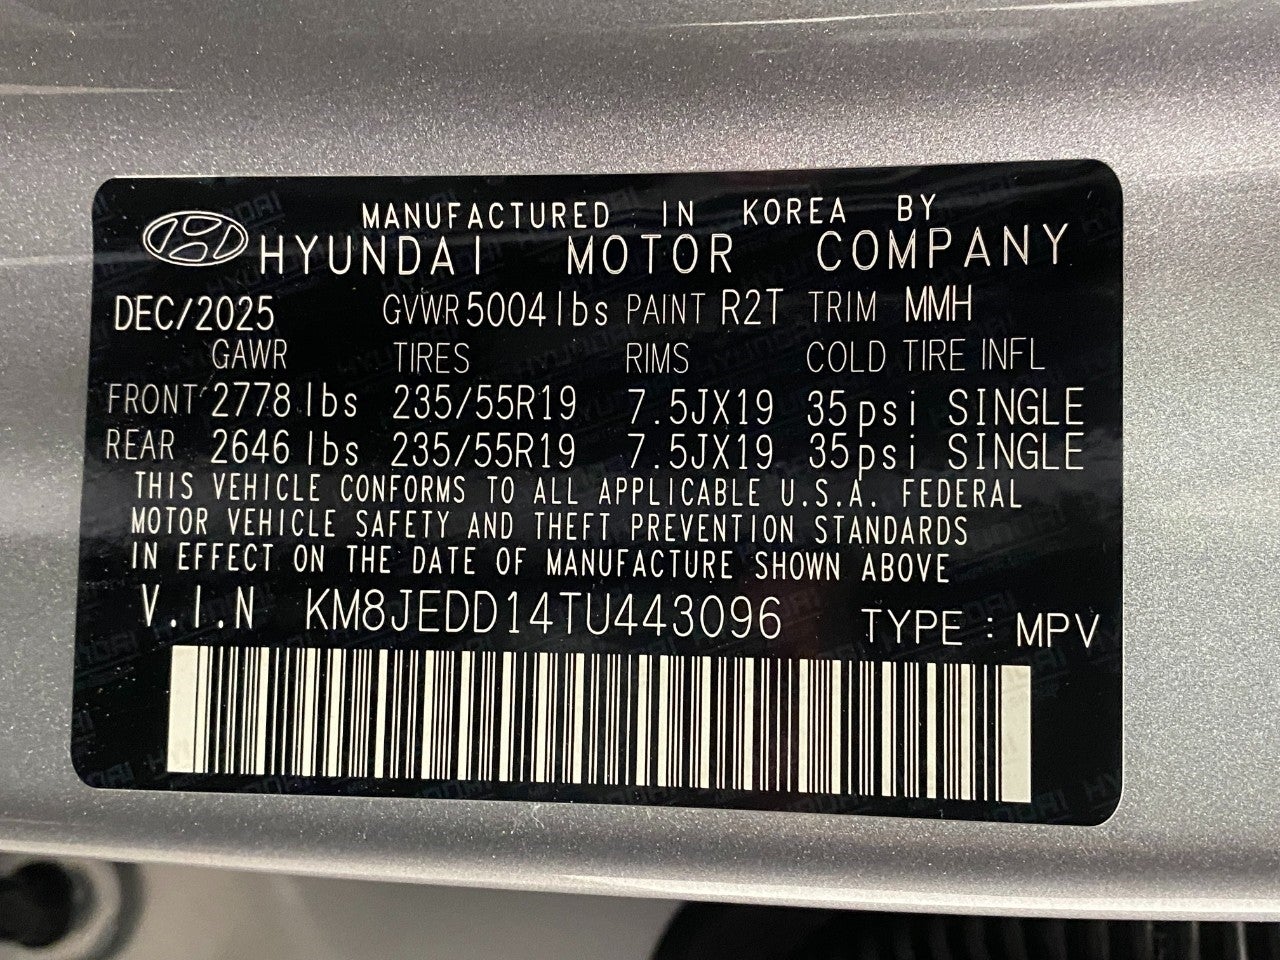 MANUFACTURED IN KOREA BY
HYUNDAI MOTOR COMPANY
DEC/2025 GVWR 5004 lbs PAINT R2T TRIM MMH
GAWR TIRES RIMS COLD TIRE INFL
FRONT 2778 lbs 235/55R19 7.5JX19 35psi SINGLE
REAR 2646 lbs 235/55R19 7.5JX19 35psi SINGLE
THIS VEHICLE CONFORMS TO ALL APPLICABLE U.S.A. FEDERAL
MOTOR VEHICLE SAFETY AND THEFT PREVENTION STANDARDS
IN EFFECT ON THE DATE OF MANUFACTURE SHOWN ABOVE
V.I.N KM8JEDD14TU443096 TYPE : MPV